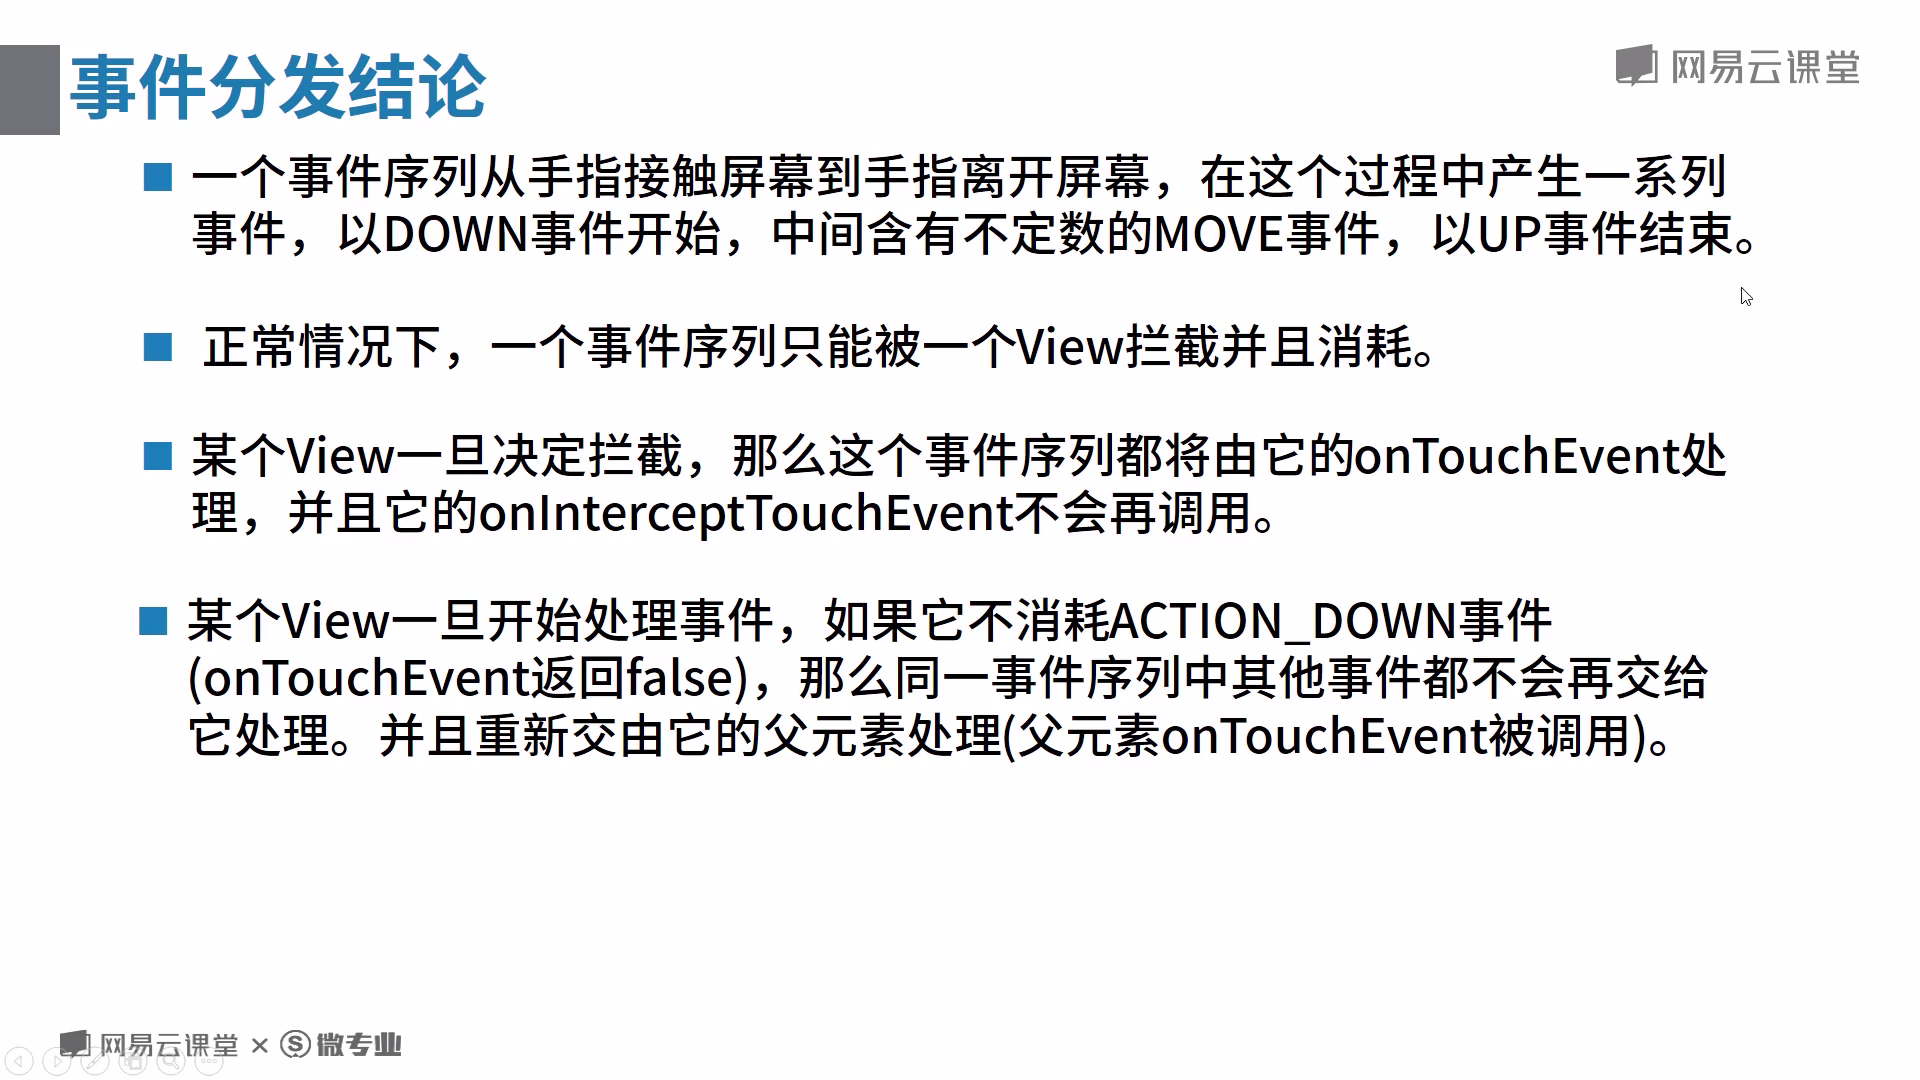 事件分发结论
网易云课堂
一个事件序列从手指接触屏幕到手指离开屏幕，在这个过程中产生一系列
事件，以DOWN事件开始，中间含有不定数的MOVE事件，以UP事件结束。
正常情况下，一个事件序列只能被一个View拦截并且消耗。
某个View一旦决定拦截，那么这个事件序列都将由它的onTouchEvent处
理，并且它的onInterceptTouchEvent不会再调用。
某个View一旦开始处理事件，如果它不消耗ACTION_DOWN事件
(onTouchEvent返回false)，那么同一事件序列中其他事件都不会再交给
它处理。并且重新交由它的父元素处理(父元素onTouchEvent被调用)。
网易云课堂 × S 微专业